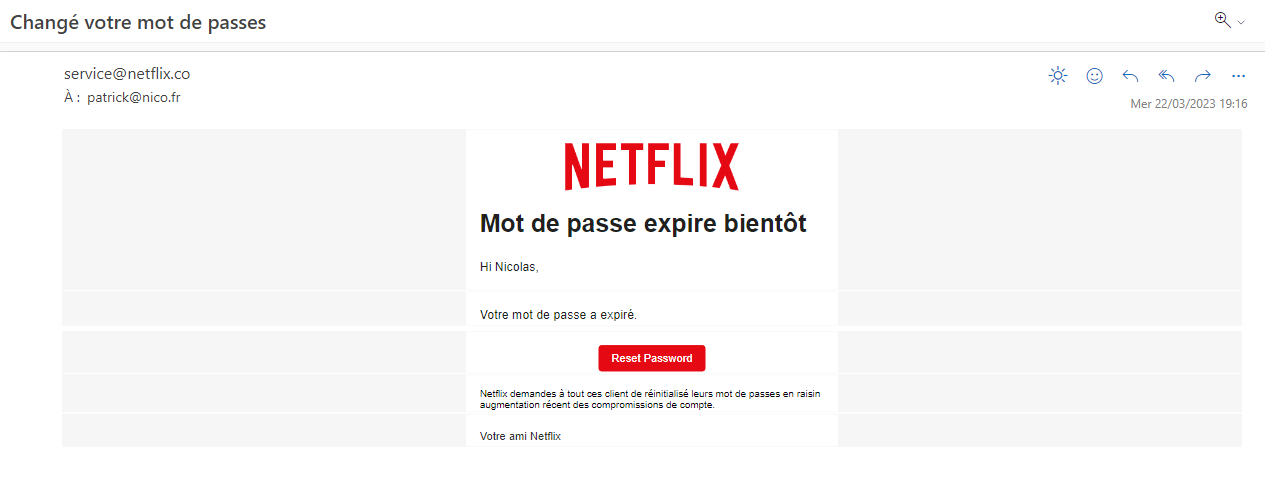 Changé votre mot de passes
service@netflix.co
À : patrick@nico.fr
Mer 22/03/2023 19:16
NETFLIX
Mot de passe expire bientôt
Hi Nicolas,
Votre mot de passe a expiré.
Reset Password
Netflix demandes à tout ces client de réinitialisé leurs mot de passes en raisin
augmentation récent des compromissions de compte.
Votre ami Netflix